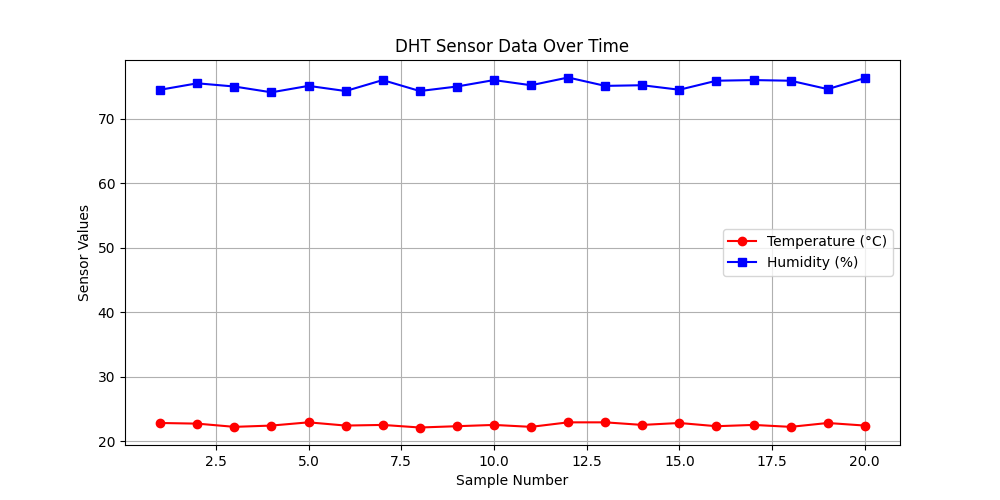 DHT Sensor Data Over Time
Sensor Values
70
60
50
40
30
20
Temperature (°C)
Humidity (%)
2.5 5.0 7.5 10.0 12.5 15.0 17.5 20.0
Sample Number